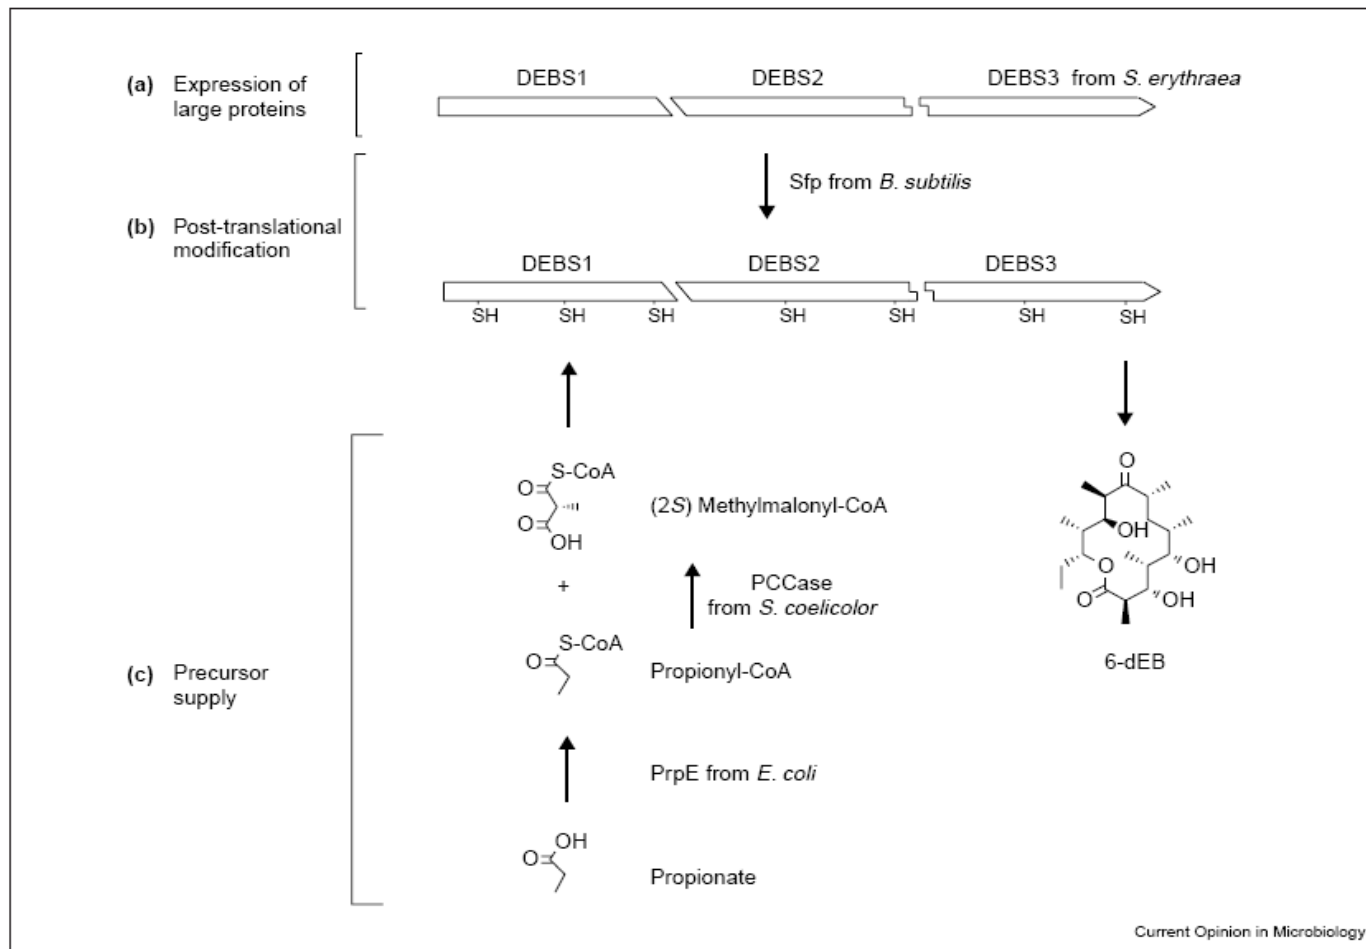 (a) Expression of
large proteins
DEBS1 DEBS2 DEBS3 from S. erythraea
Sfp from B. subtilis
(b) Post-translational
modification
DEBS1 DEBS2 DEBS3
SH SH SH SH SH SH SH
S-CoA
O
O
OH
(2S) Methylmalonyl-CoA
+
PCCase
from S. coelicolor
S-CoA
O
Propionyl-CoA
(c) Precursor
supply
PrpE from E. coli
OH
O
Propionate
O
OH
O
OH
O
OH
6-dEB
Current Opinion in Microbiology